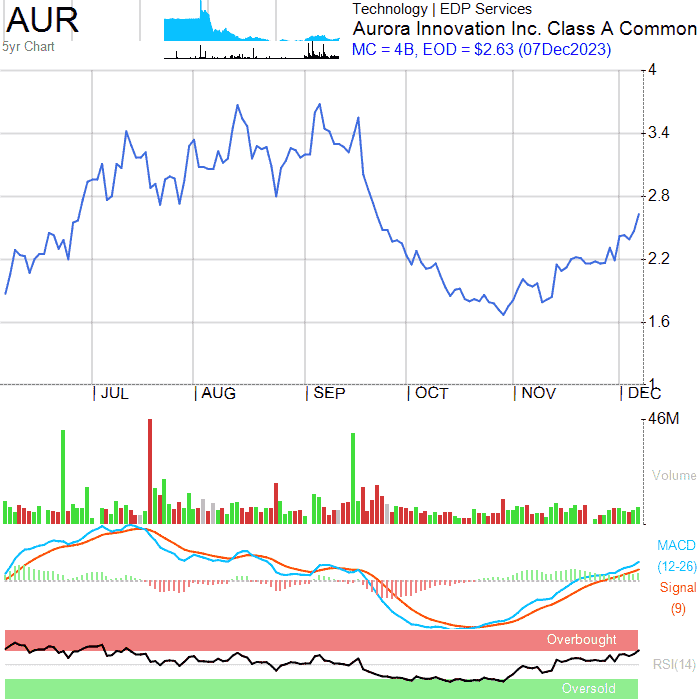 AUR
5yr Chart
Technology | EDP Services
Aurora Innovation Inc. Class A Common
MC = 4B, EOD = $2.63 (07Dec2023)
4
3.4
2.8
2.2
1.6
1
JUL AUG SEP OCT NOV DEC
46M
Volume
MACD
(12-26)
Signal
(9)
Overbought
RSI(14)
Oversold